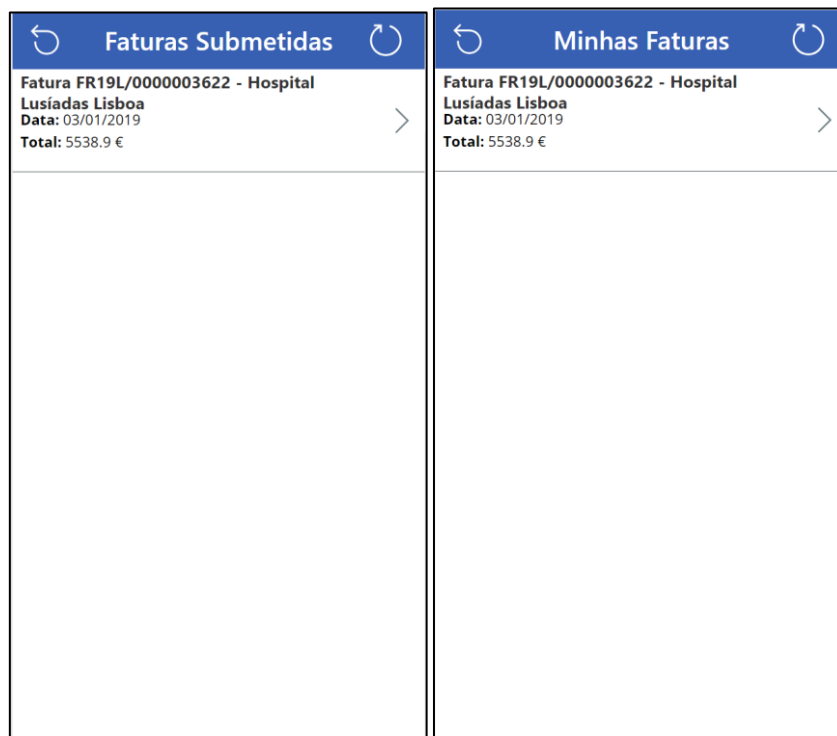 Faturas Submetidas
Fatura FR19L/0000003622 - Hospital
Lusíadas Lisboa
Data: 03/01/2019
Total: 5538.9 €
Minhas Faturas
Fatura FR19L/0000003622 - Hospital
Lusíadas Lisboa
Data: 03/01/2019
Total: 5538.9 €